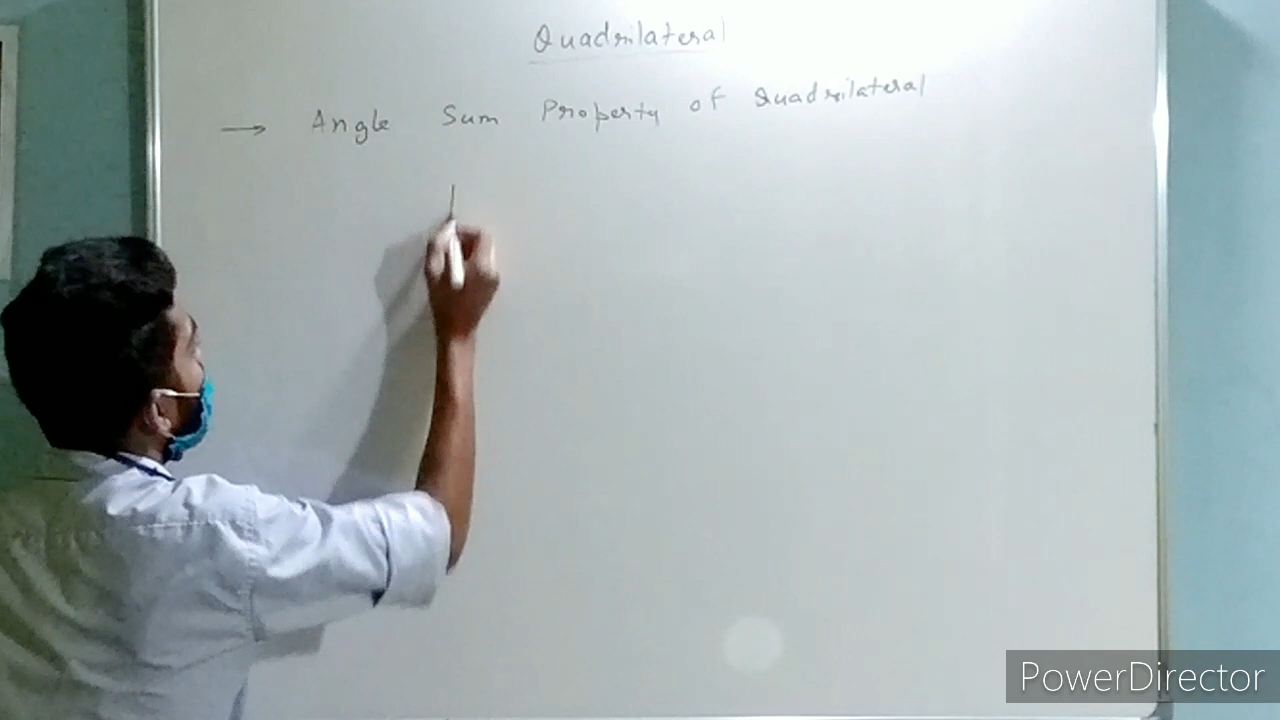 Quadrilateral
→ Angle Sum Property of Quadrilateral
PowerDirector